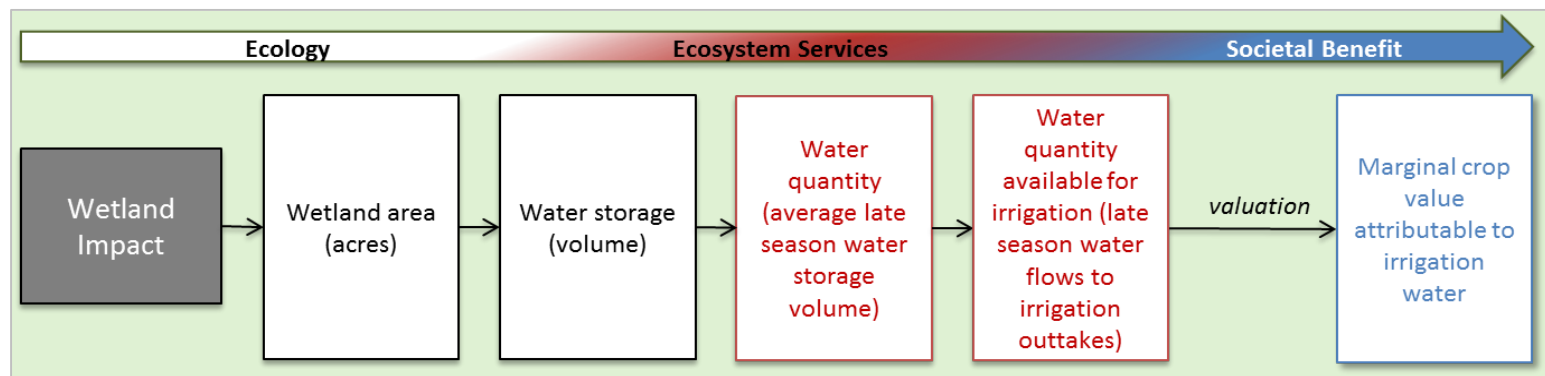 Ecology
Ecosystem Services
Societal Benefit
Wetland
Impact
Wetland area
(acres)
Water storage
(volume)
Water
quantity
(average late
season water
storage
volume)
Water
quantity
available for
irrigation (late
season water
flows to
irrigation
outtakes)
valuation
Marginal crop
value
attributable to
irrigation
water